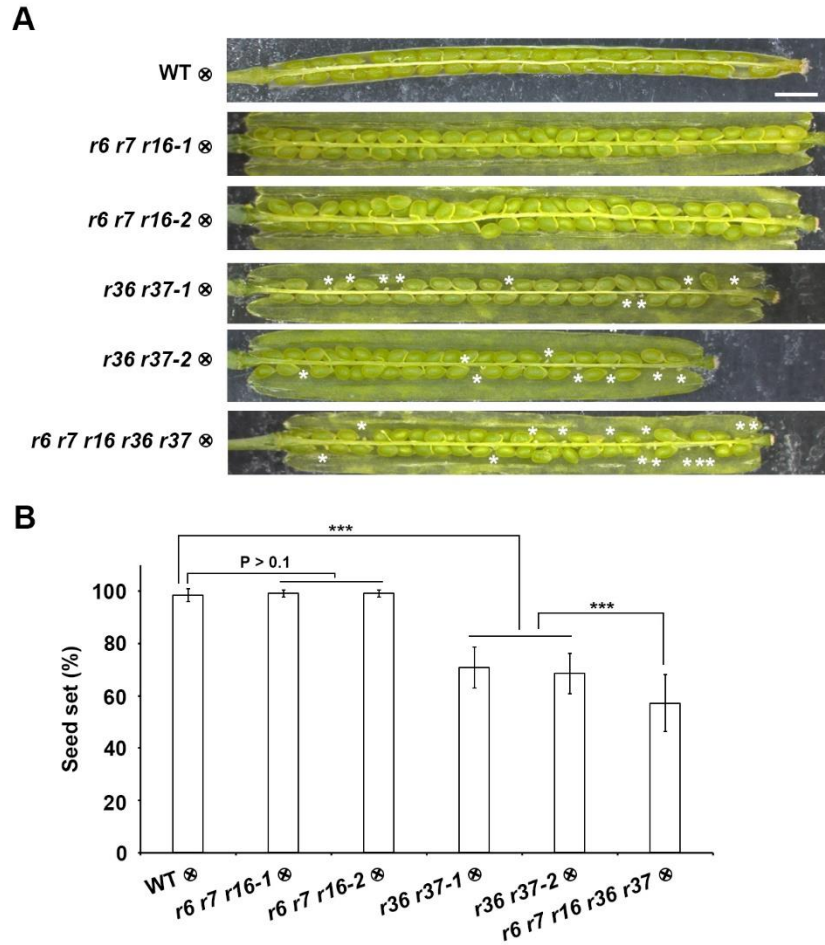 A
WT ⊗
r6 r7 r16-1 ⊗
r6 r7 r16-2 ⊗
r36 r37-1 ⊗
* * * * * * *
* *
r36 r37-2 ⊗
* *
* * * * * *
r6 r7 r16 r36 r37 ⊗
* * * * * * *
* * * * * * *
B
***
P > 0.1
***
100
80
60
40
20
0
Seed set (%)
WT ⊗
r6 r7 r16-1 ⊗
r6 r7 r16-2 ⊗
r36 r37-1 ⊗
r36 r37-2 ⊗
r6 r7 r16 r36 r37 ⊗